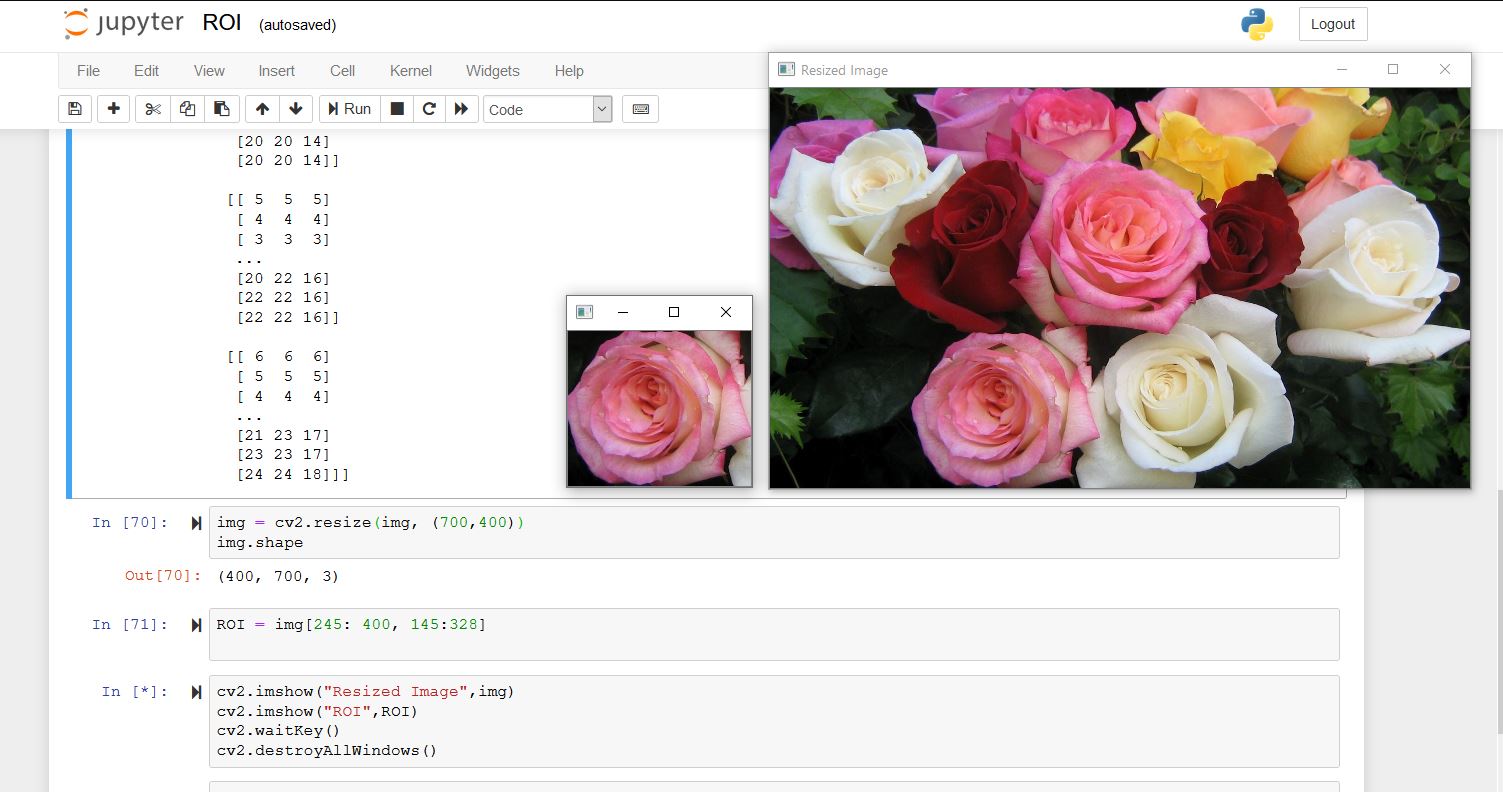 jupyter ROI (autosaved)
Logout
File Edit View Insert Cell Kernel Widgets Help
Run Code
Resized Image
[20 20 14]
[20 20 14]]
[[ 5  5  5]
[ 4  4  4]
[ 3  3  3]
...
[20 22 16]
[22 22 16]
[22 22 16]]
[[ 6  6  6]
[ 5  5  5]
[ 4  4  4]
...
[21 23 17]
[23 23 17]
[24 24 18]]]
In [70]: img = cv2.resize(img, (700,400))
img.shape
Out[70]: (400, 700, 3)
In [71]: ROI = img[245: 400, 145:328]
In [*]: cv2.imshow("Resized Image",img)
cv2.imshow("ROI",ROI)
cv2.waitKey()
cv2.destroyAllWindows()